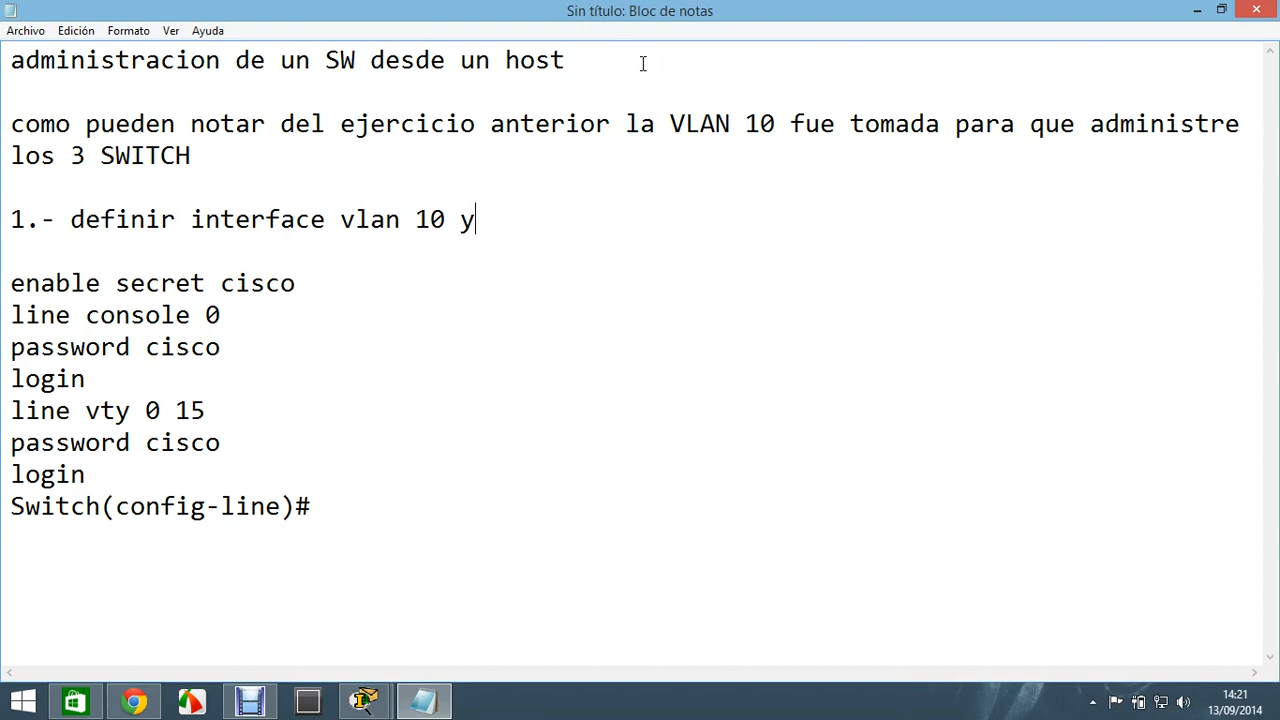 Sin título: Bloc de notas
Archivo Edición Formato Ver Ayuda
administracion de un SW desde un host
como pueden notar del ejercicio anterior la VLAN 10 fue tomada para que administre
los 3 SWITCH
1.- definir interface vlan 10 y
enable secret cisco
line console 0
password cisco
login
line vty 0 15
password cisco
login
Switch(config-line)#
14:21
13/09/2014